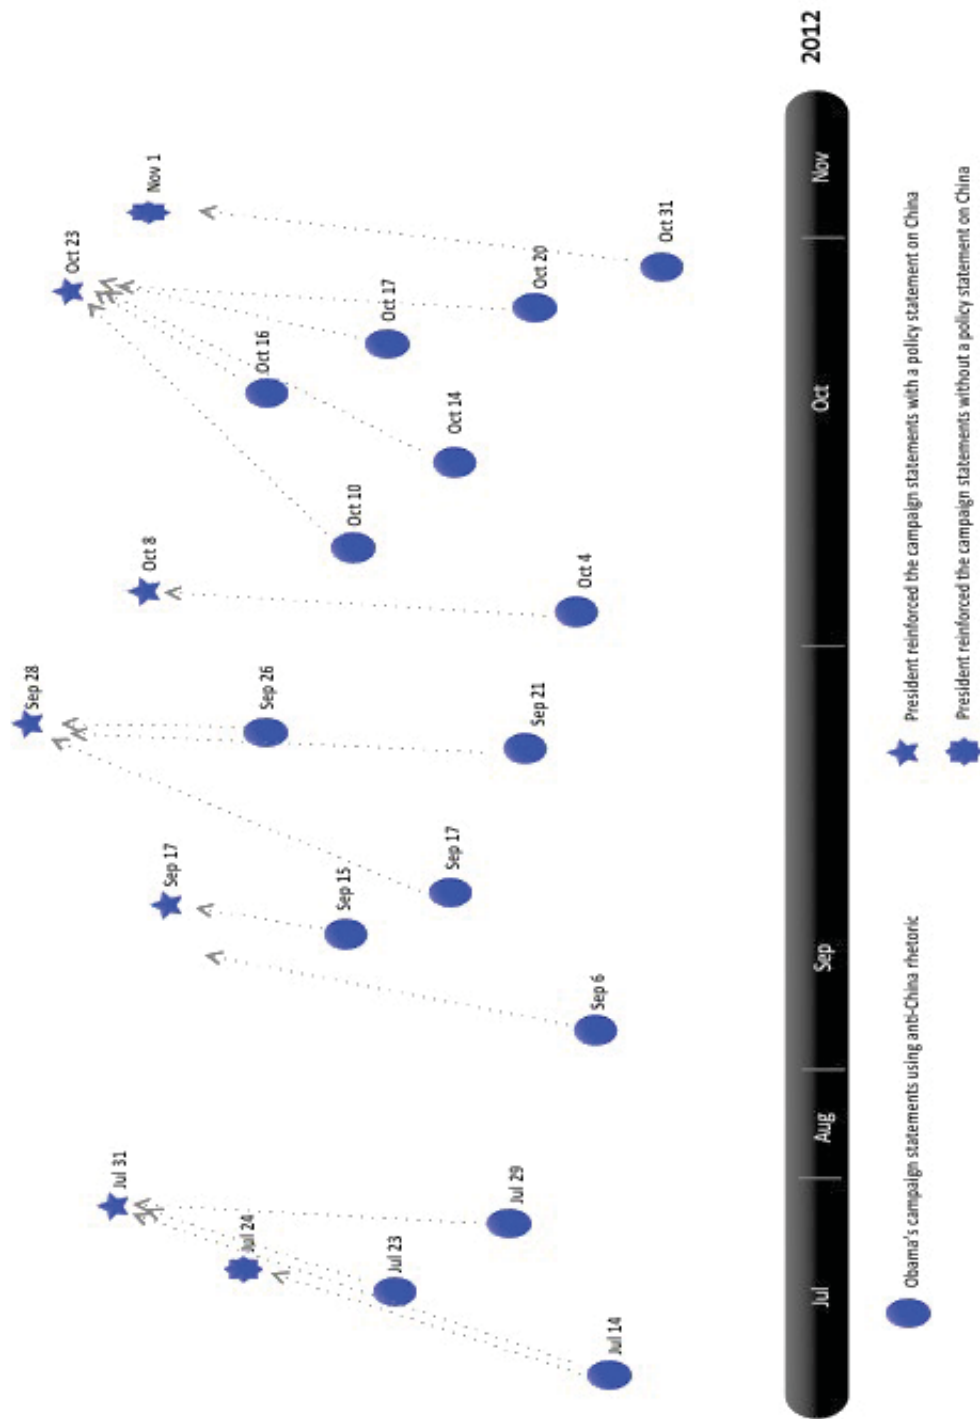 Jul 14
Jul 23
Jul 24
Jul 29
Jul 31
Sep 6
Sep 15
Sep 17
Sep 17
Sep 21
Sep 26
Sep 28
Oct 4
Oct 8
Oct 10
Oct 14
Oct 16
Oct 17
Oct 20
Oct 23
Oct 31
Nov 1
Jul Aug Sep Oct Nov 2012
Obama's campaign statements using anti-China rhetoric
President reinforced the campaign statements with a policy statement on China
President reinforced the campaign statements without a policy statement on China